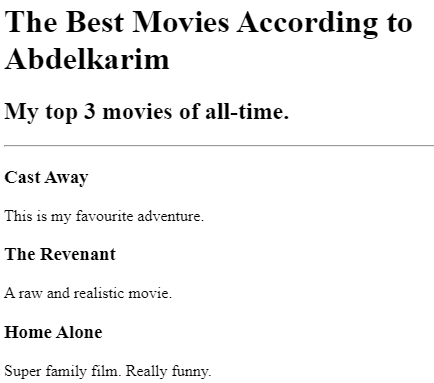 The Best Movies According to
Abdelkarim
My top 3 movies of all-time.
Cast Away
This is my favourite adventure.
The Revenant
A raw and realistic movie.
Home Alone
Super family film. Really funny.